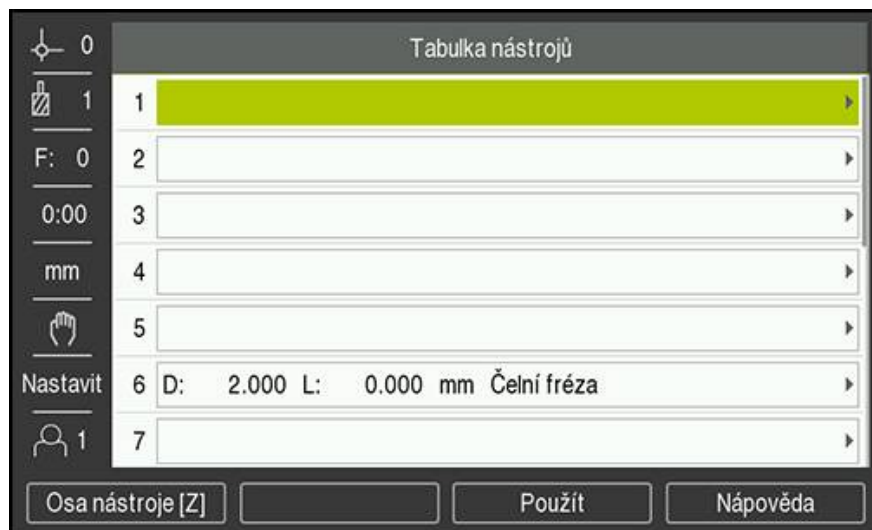 0
Tabulka nástrojů
1
1
F: 0
2
0:00
3
mm
4
5
Nastavit
6 D: 2.000 L: 0.000 mm Čelní fréza
1
7
Osa nástroje [Z]
Použít
Nápověda